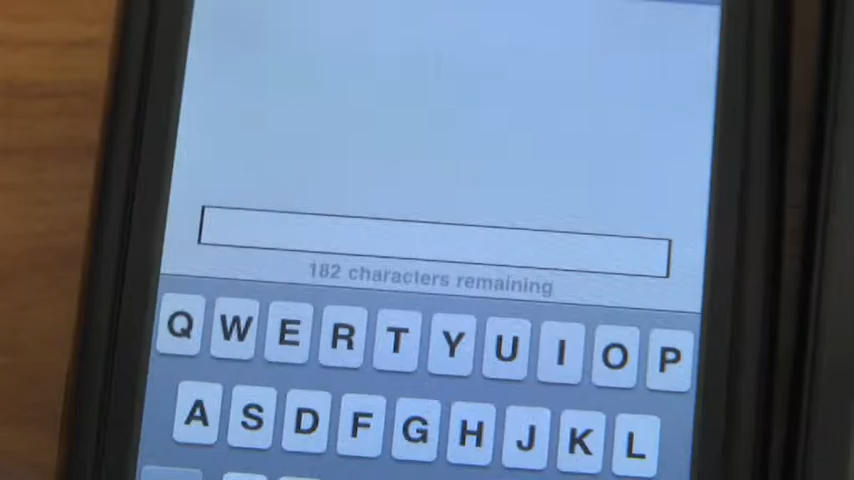 182 characters remaining
Q W E R T Y U I O P
A S D F G H J K L